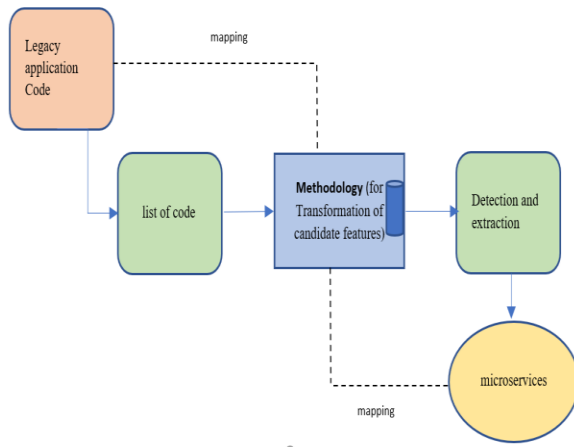 Legacy
application
Code
mapping
list of code
Methodology (for
Transformation of
candidate features)
Detection and
extraction
microservices
mapping